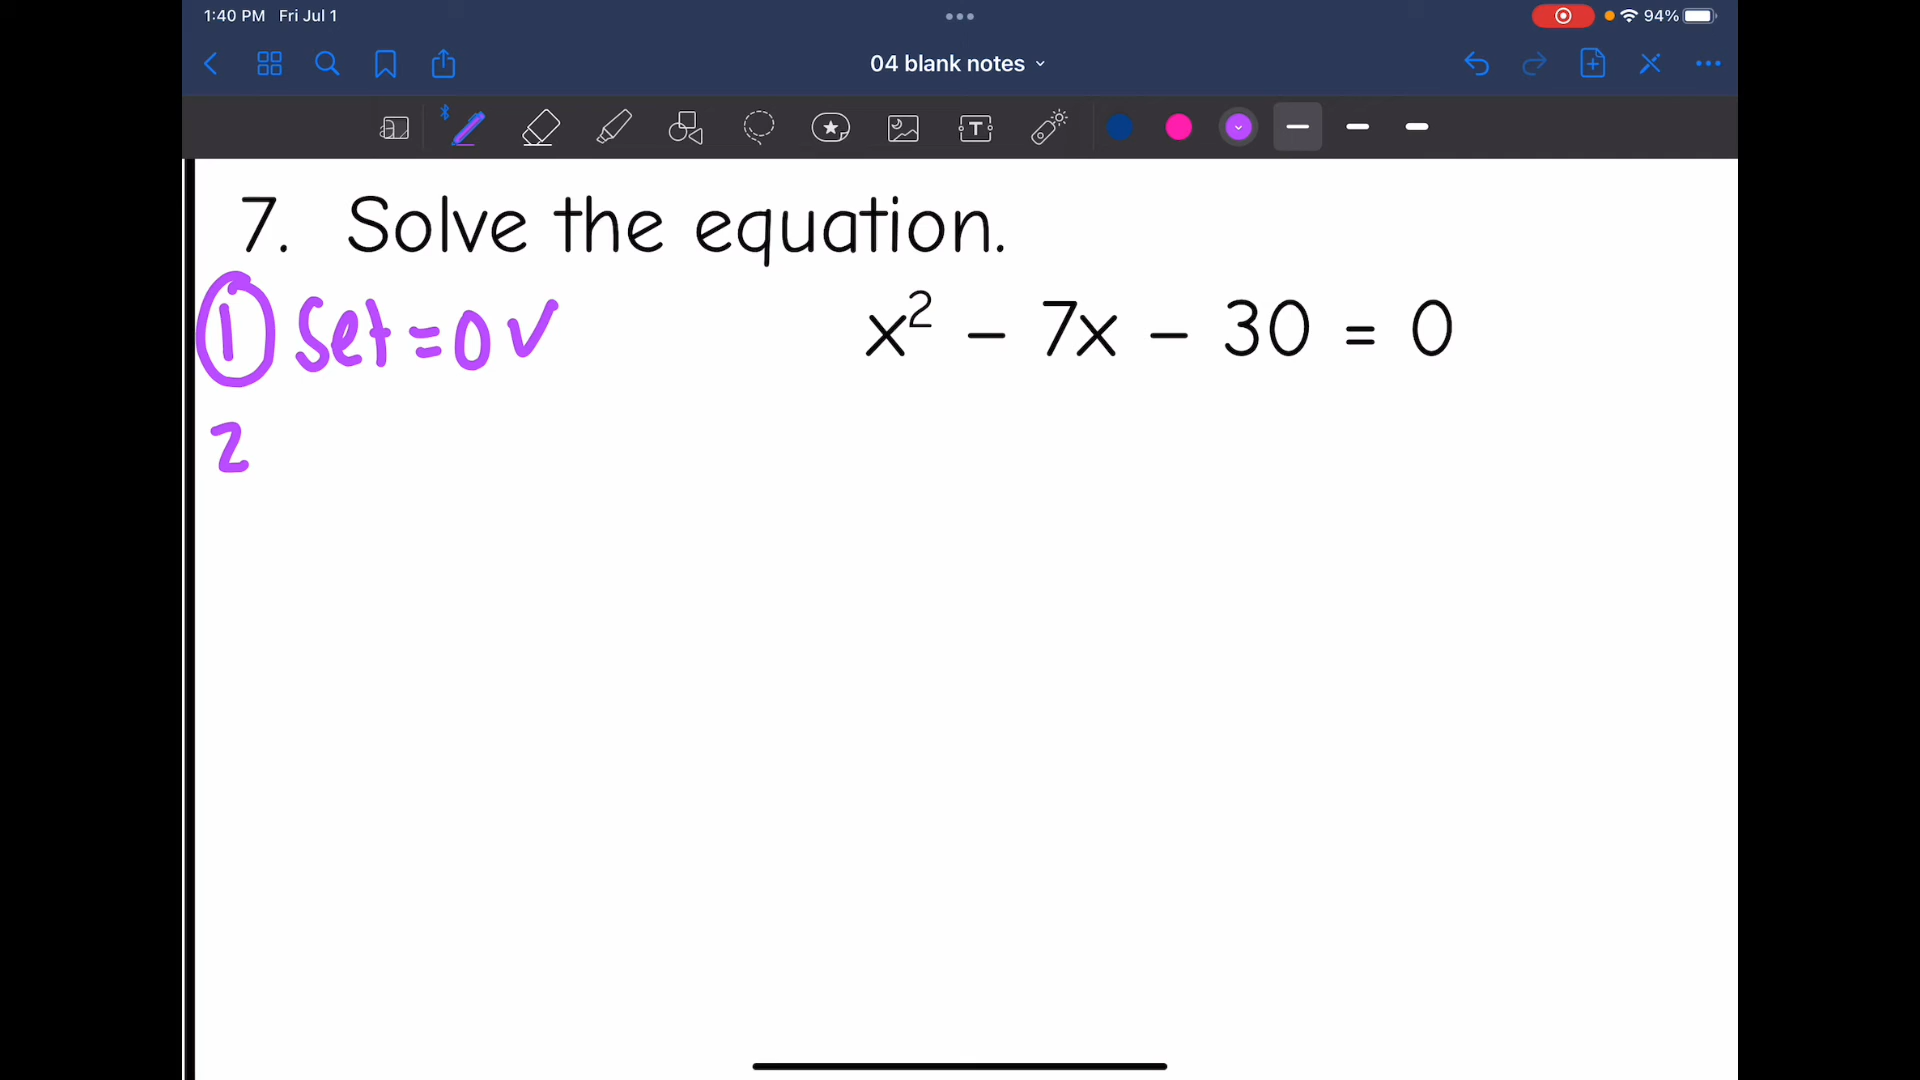 1:40 PM Fri Jul 1
94%
04 blank notes
7. Solve the equation.
① Set = 0 ✓
x² – 7x – 30 = 0
2